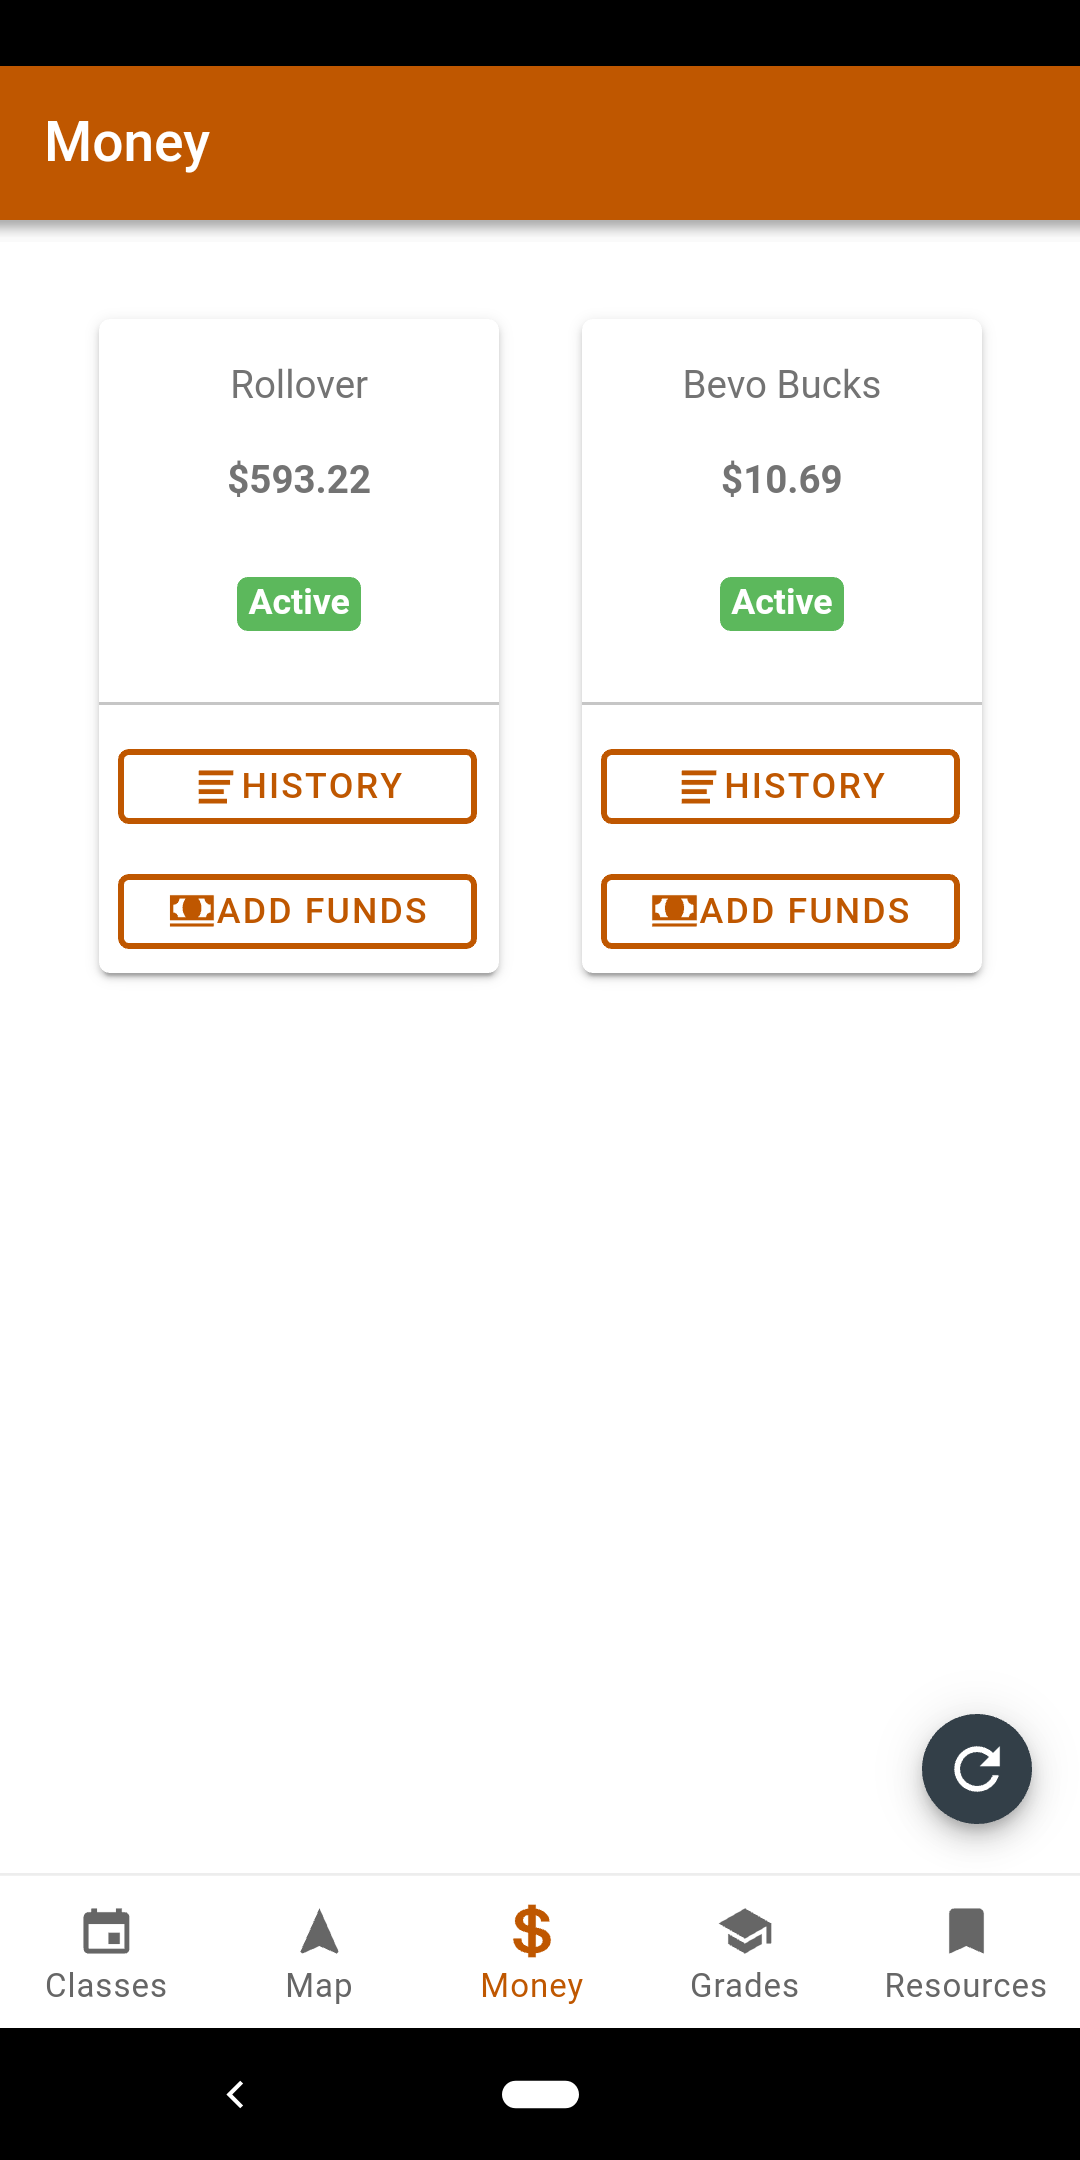 Money
Rollover
$593.22
Active
HISTORY
ADD FUNDS
Bevo Bucks
$10.69
Active
HISTORY
ADD FUNDS
Classes
Map
Money
Grades
Resources